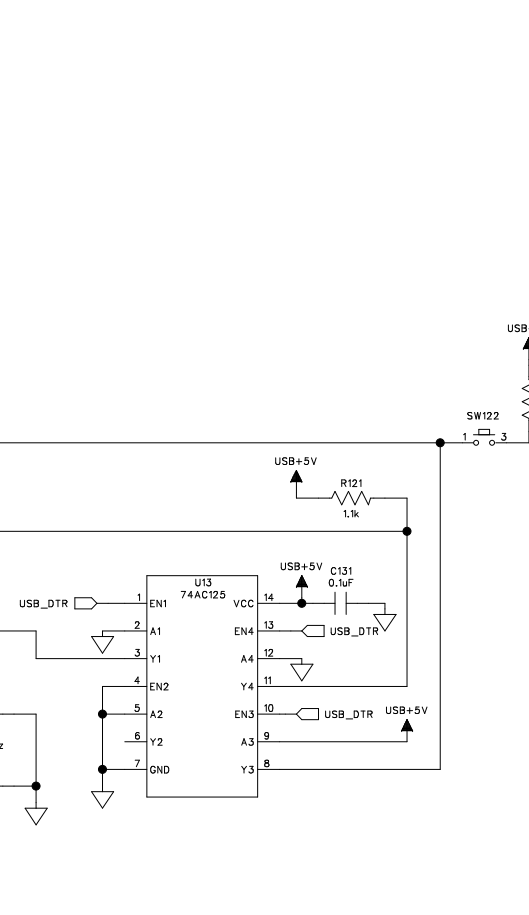 USB-
SW122
1 3
USB+5V
R121
1.1k
U13
74AC125
USB+5V
C131
0.1uF
USB_DTR 1 EN1 VCC 14
2 A1 EN4 13 USB_DTR
3 Y1 A4 12
4 EN2 Y4 11
5 A2 EN3 10 USB_DTR USB+5V
6 Y2 A3 9
z
7 GND Y3 8